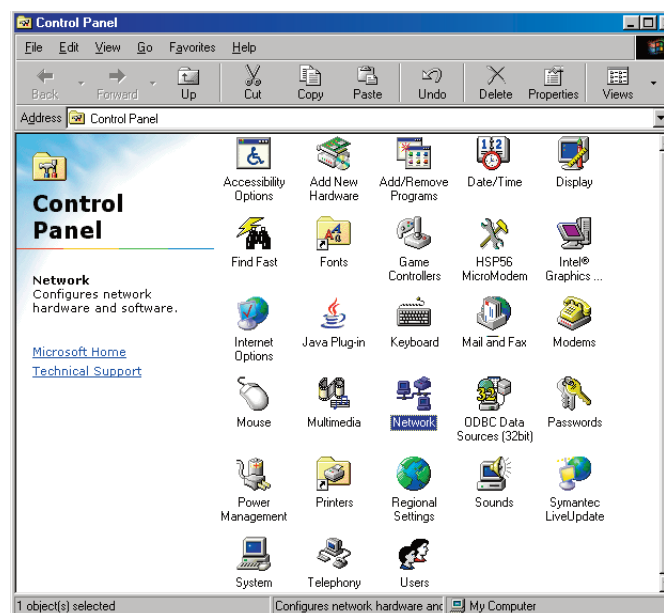 Control Panel
File Edit View Go Favorites Help
Back Forward Up Cut Copy Paste Undo Delete Properties Views
Address Control Panel
Control
Panel
Network
Configures network
hardware and software.
Microsoft Home
Technical Support
Accessibility
Options
Add New
Hardware
Add/Remove
Programs
Date/Time
Display
Find Fast
Fonts
Game
Controllers
HSP56
MicroModem
Intel®
Graphics ...
Internet
Options
Java Plug-in
Keyboard
Mail and Fax
Modems
Mouse
Multimedia
Network
ODBC Data
Sources (32bit)
Passwords
Power
Management
Printers
Regional
Settings
Sounds
Symantec
LiveUpdate
System
Telephony
Users
1 object(s) selected
Configures network hardware and
My Computer